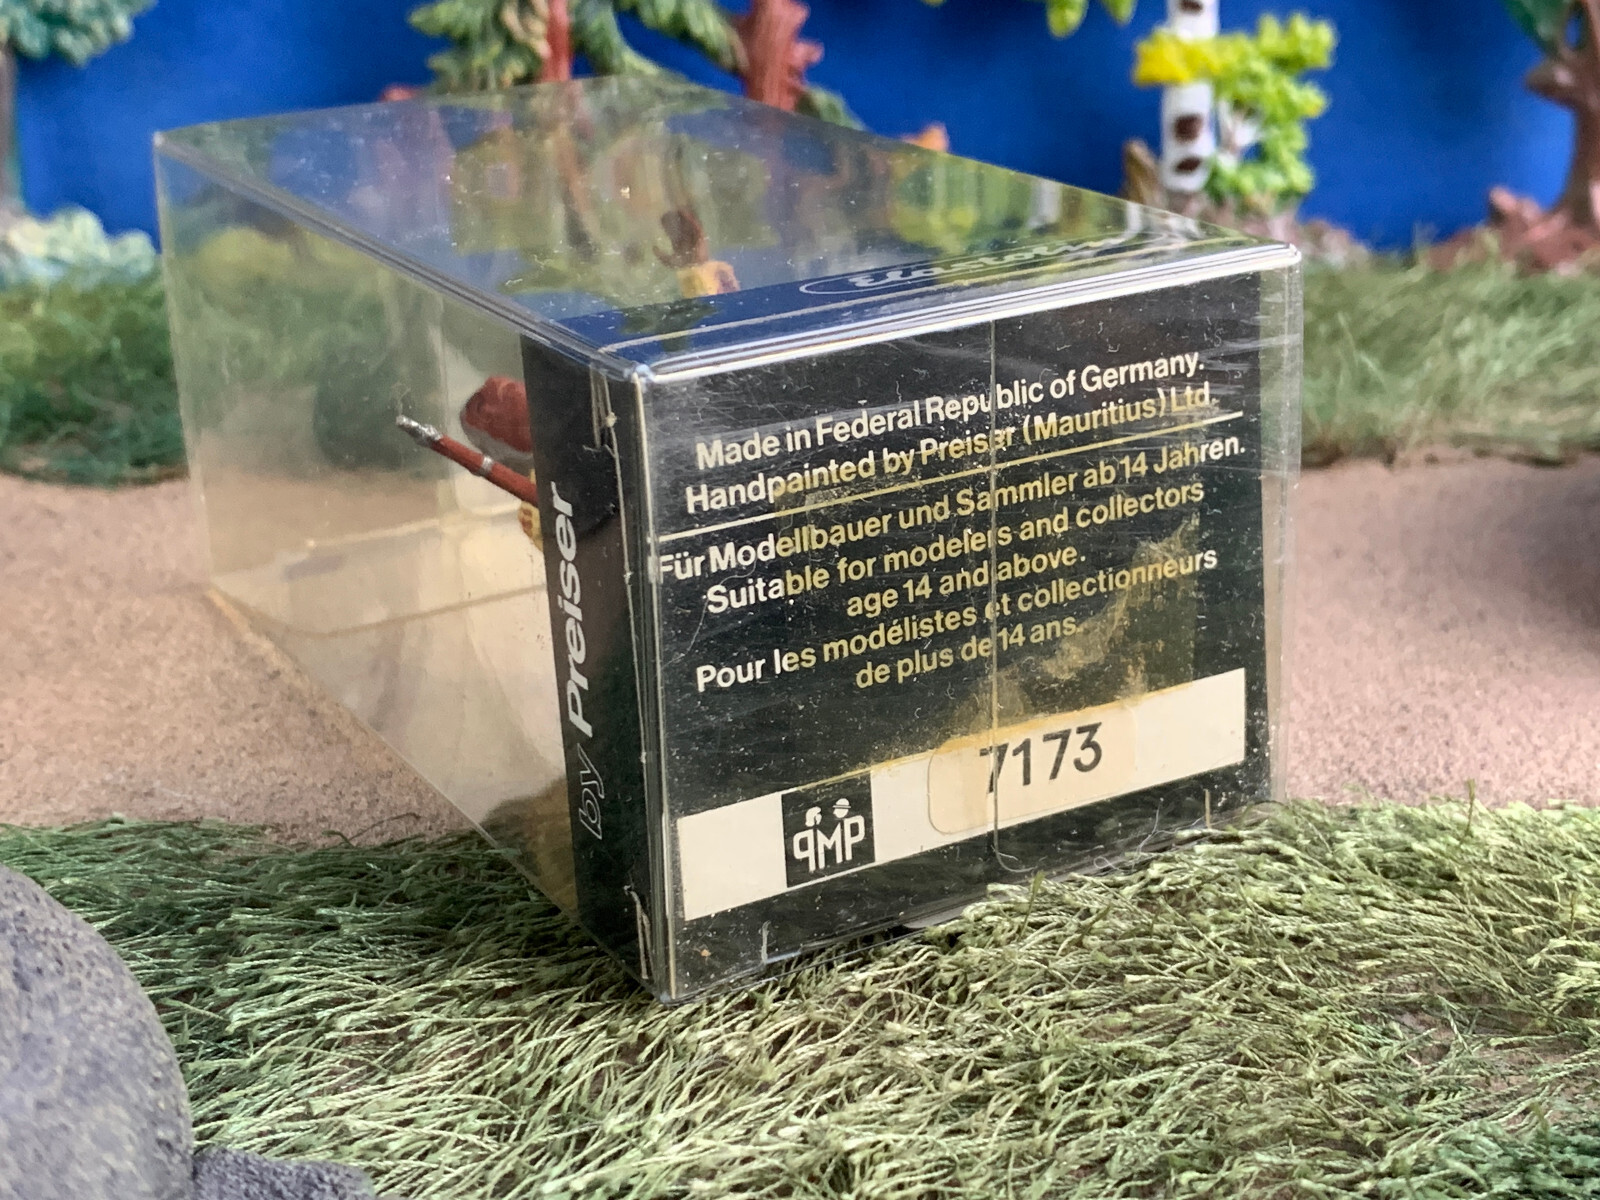 Elastolin
Made in Federal Republic of Germany.
Handpainted by Preiser (Mauritius) Ltd.
Für Modellbauer und Sammler ab 14 Jahren.
Suitable for modelers and collectors
age 14 and above.
Pour les modélistes et collectionneurs
de plus de 14 ans.
7173
PMP
by Preiser